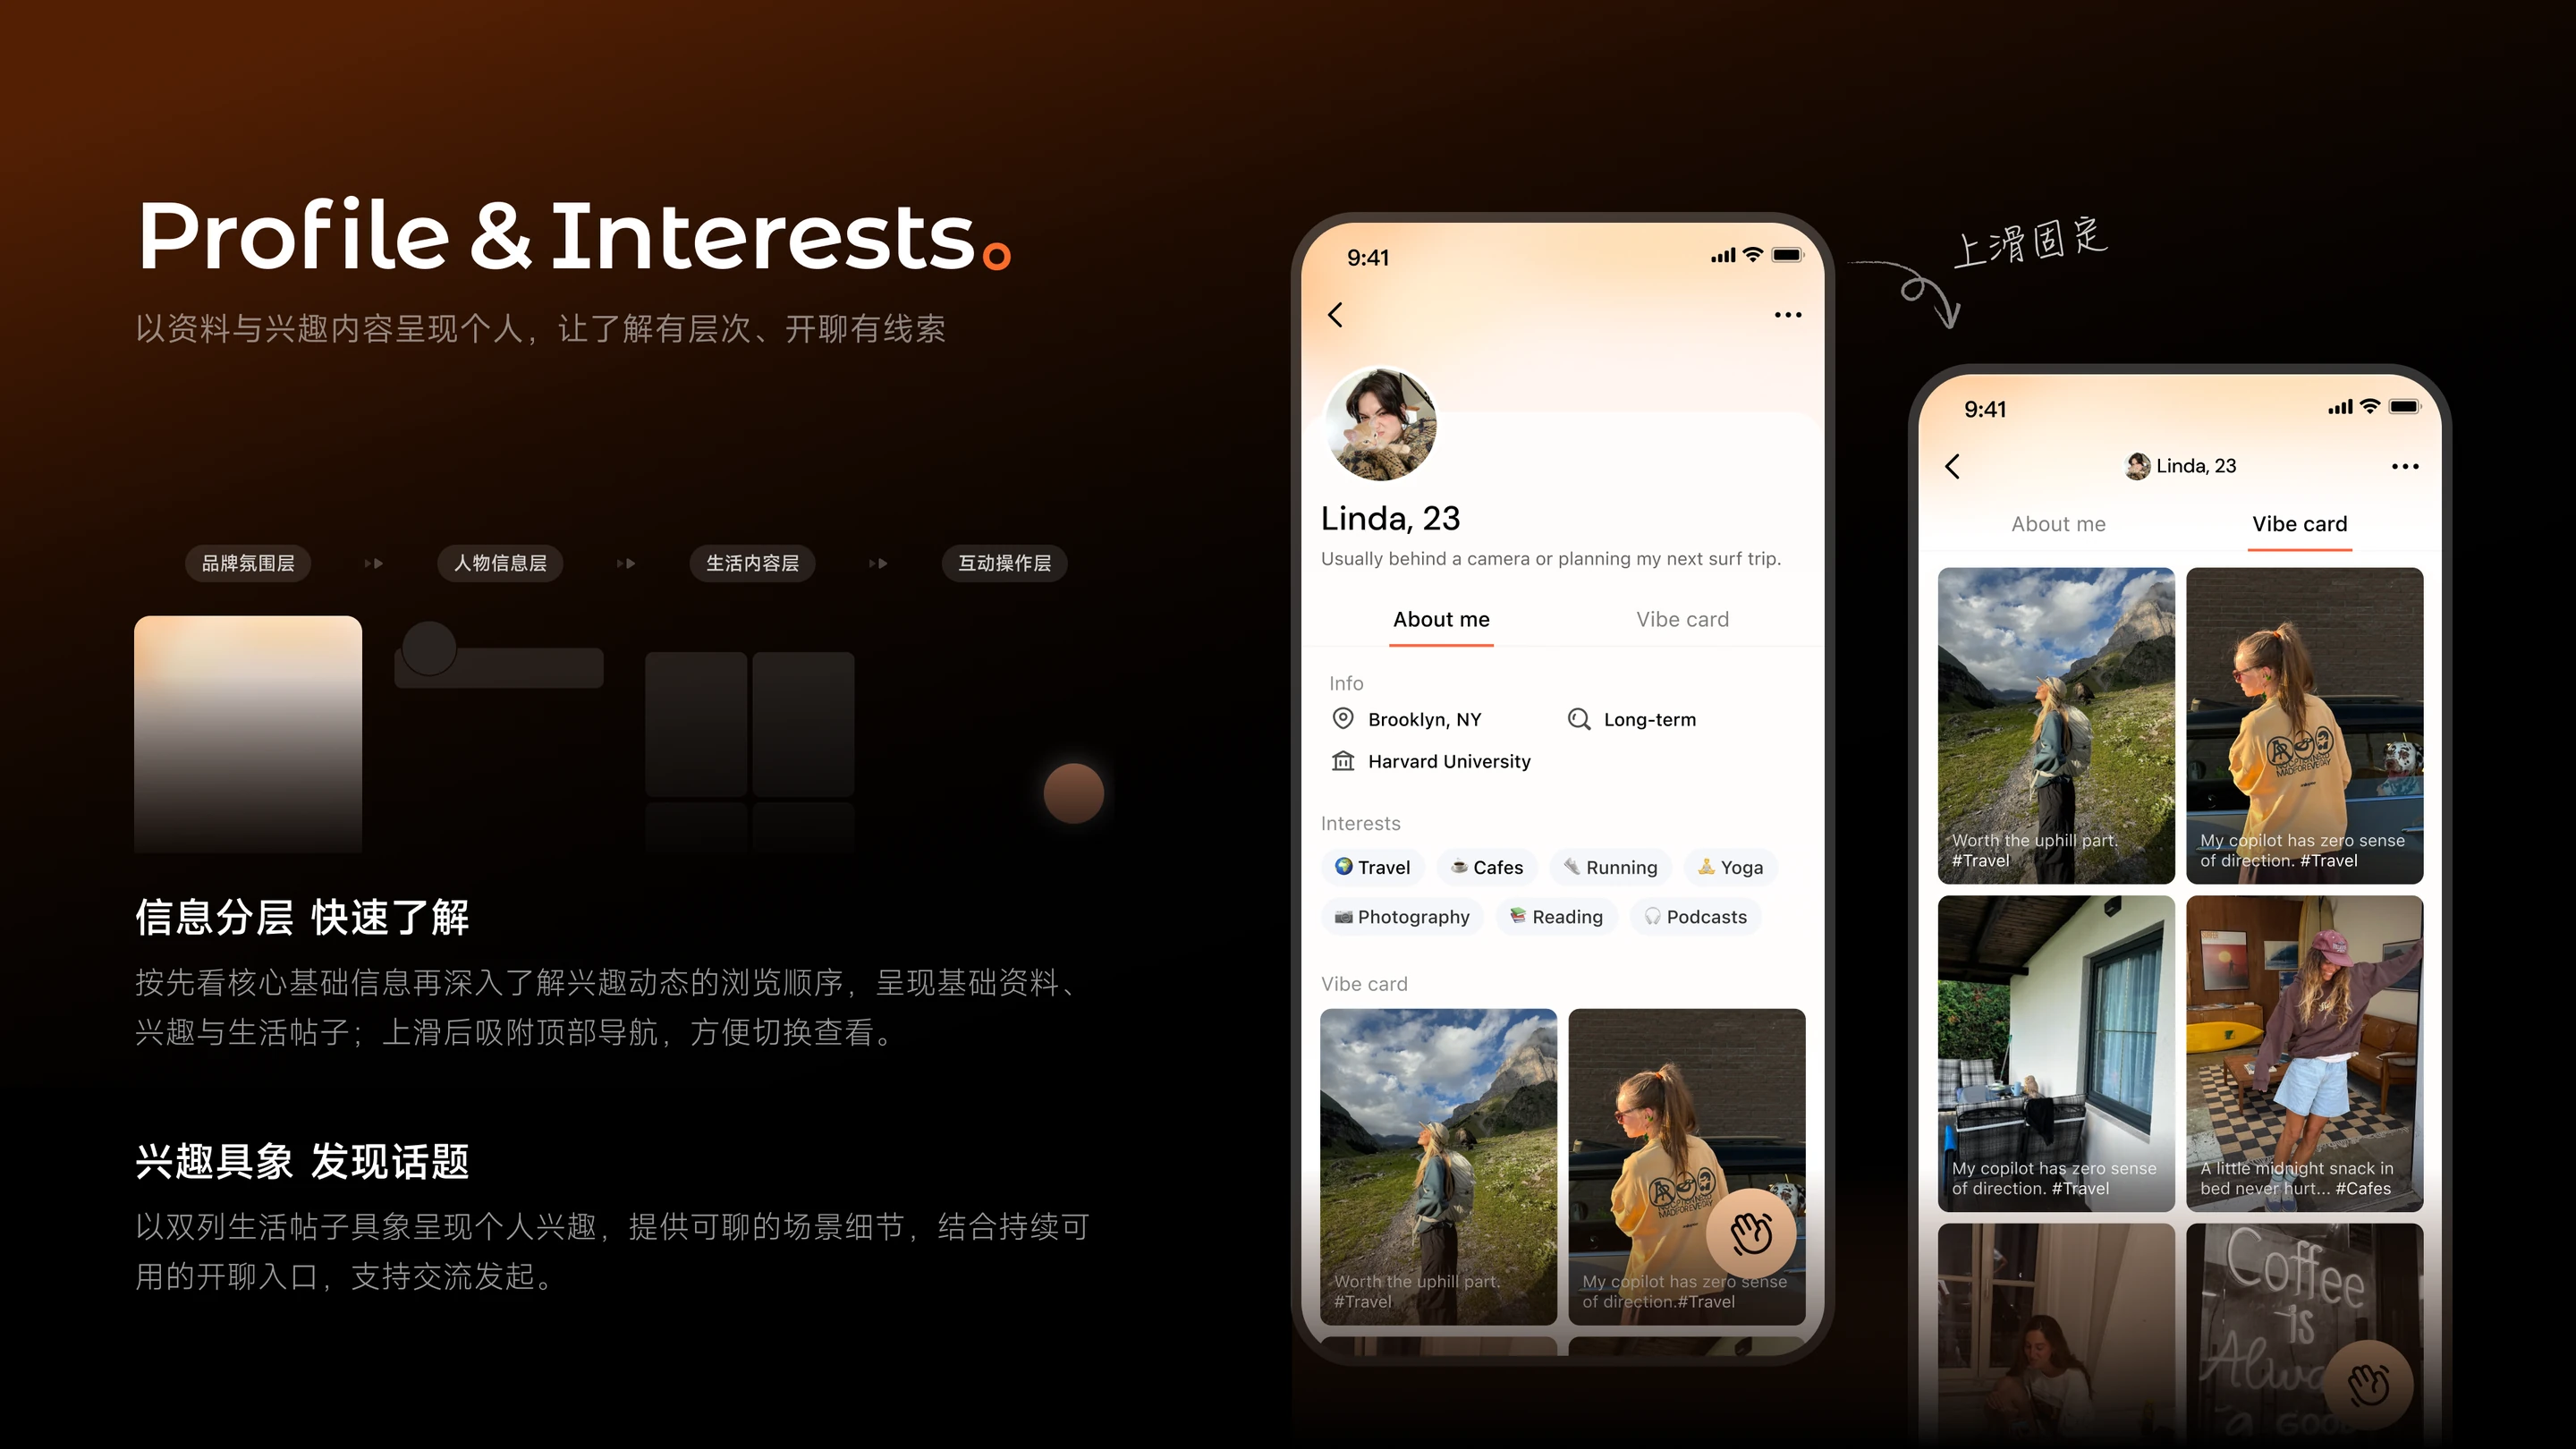 Profile & Interests.
以资料与兴趣内容呈现个人，让了解有层次、开聊有线索
品牌氛围层
人物信息层
生活内容层
互动操作层
信息分层 快速了解
按先看核心基础信息再深入了解兴趣动态的浏览顺序，呈现基础资料、
兴趣与生活帖子；上滑后吸附顶部导航，方便切换查看。
兴趣具象 发现话题
以双列生活帖子具象呈现个人兴趣，提供可聊的场景细节，结合持续可
用的开聊入口，支持交流发起。
9:41
Linda, 23
Usually behind a camera or planning my next surf trip.
About me
Vibe card
Info
Brooklyn, NY
Long-term
Harvard University
Interests
Travel
Cafes
Running
Yoga
Photography
Reading
Podcasts
Vibe card
Worth the uphill part.
#Travel
My copilot has zero sense
of direction.#Travel
上滑固定
9:41
Linda, 23
About me
Vibe card
Worth the uphill part.
#Travel
My copilot has zero sense
of direction. #Travel
My copilot has zero sense
of direction. #Travel
A little midnight snack in
bed never hurt... #Cafes
Coffee
is
a